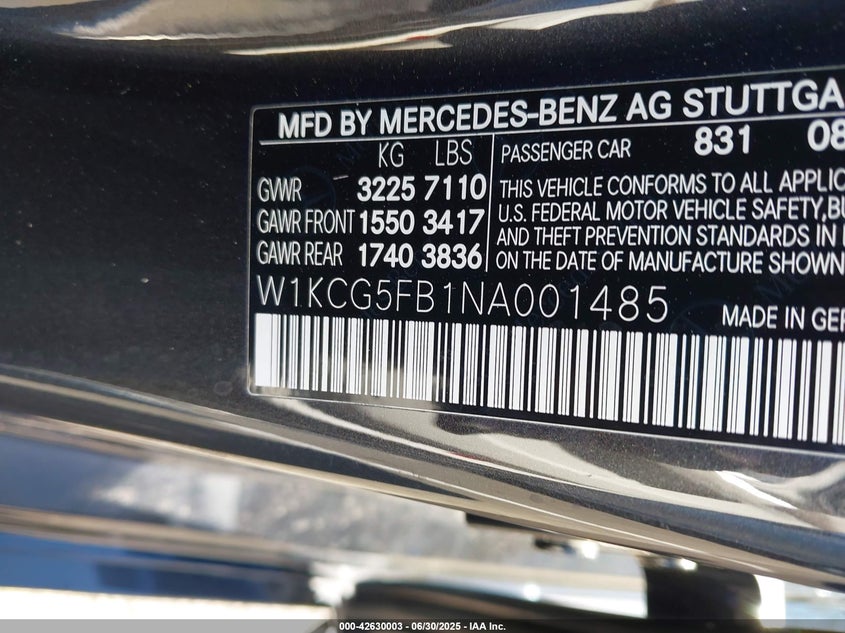 MFD BY MERCEDES-BENZ AG STUTTGA
KG LBS
GVWR 3225 7110
GAWR FRONT 1550 3417
GAWR REAR 1740 3836
PASSENGER CAR 831 08
THIS VEHICLE CONFORMS TO ALL APPLIC
U.S. FEDERAL MOTOR VEHICLE SAFETY, BU
AND THEFT PREVENTION STANDARDS IN
ON THE DATE OF MANUFACTURE SHOWN
W1KCG5FB1NA001485
MADE IN GER
000-42630003 — 06/30/2025 — IAA Inc.